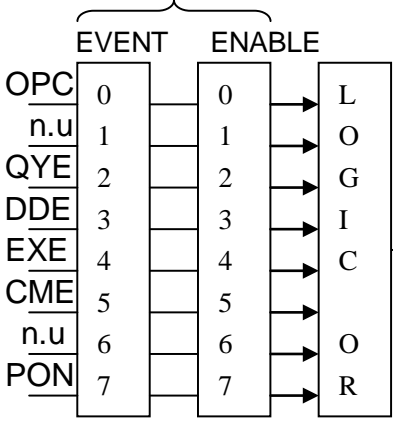 EVENT ENABLE
OPC 0 0 L
n.u 1 1 O
QYE 2 2 G
DDE 3 3 I
EXE 4 4 C
CME 5 5
n.u 6 6 O
PON 7 7 R